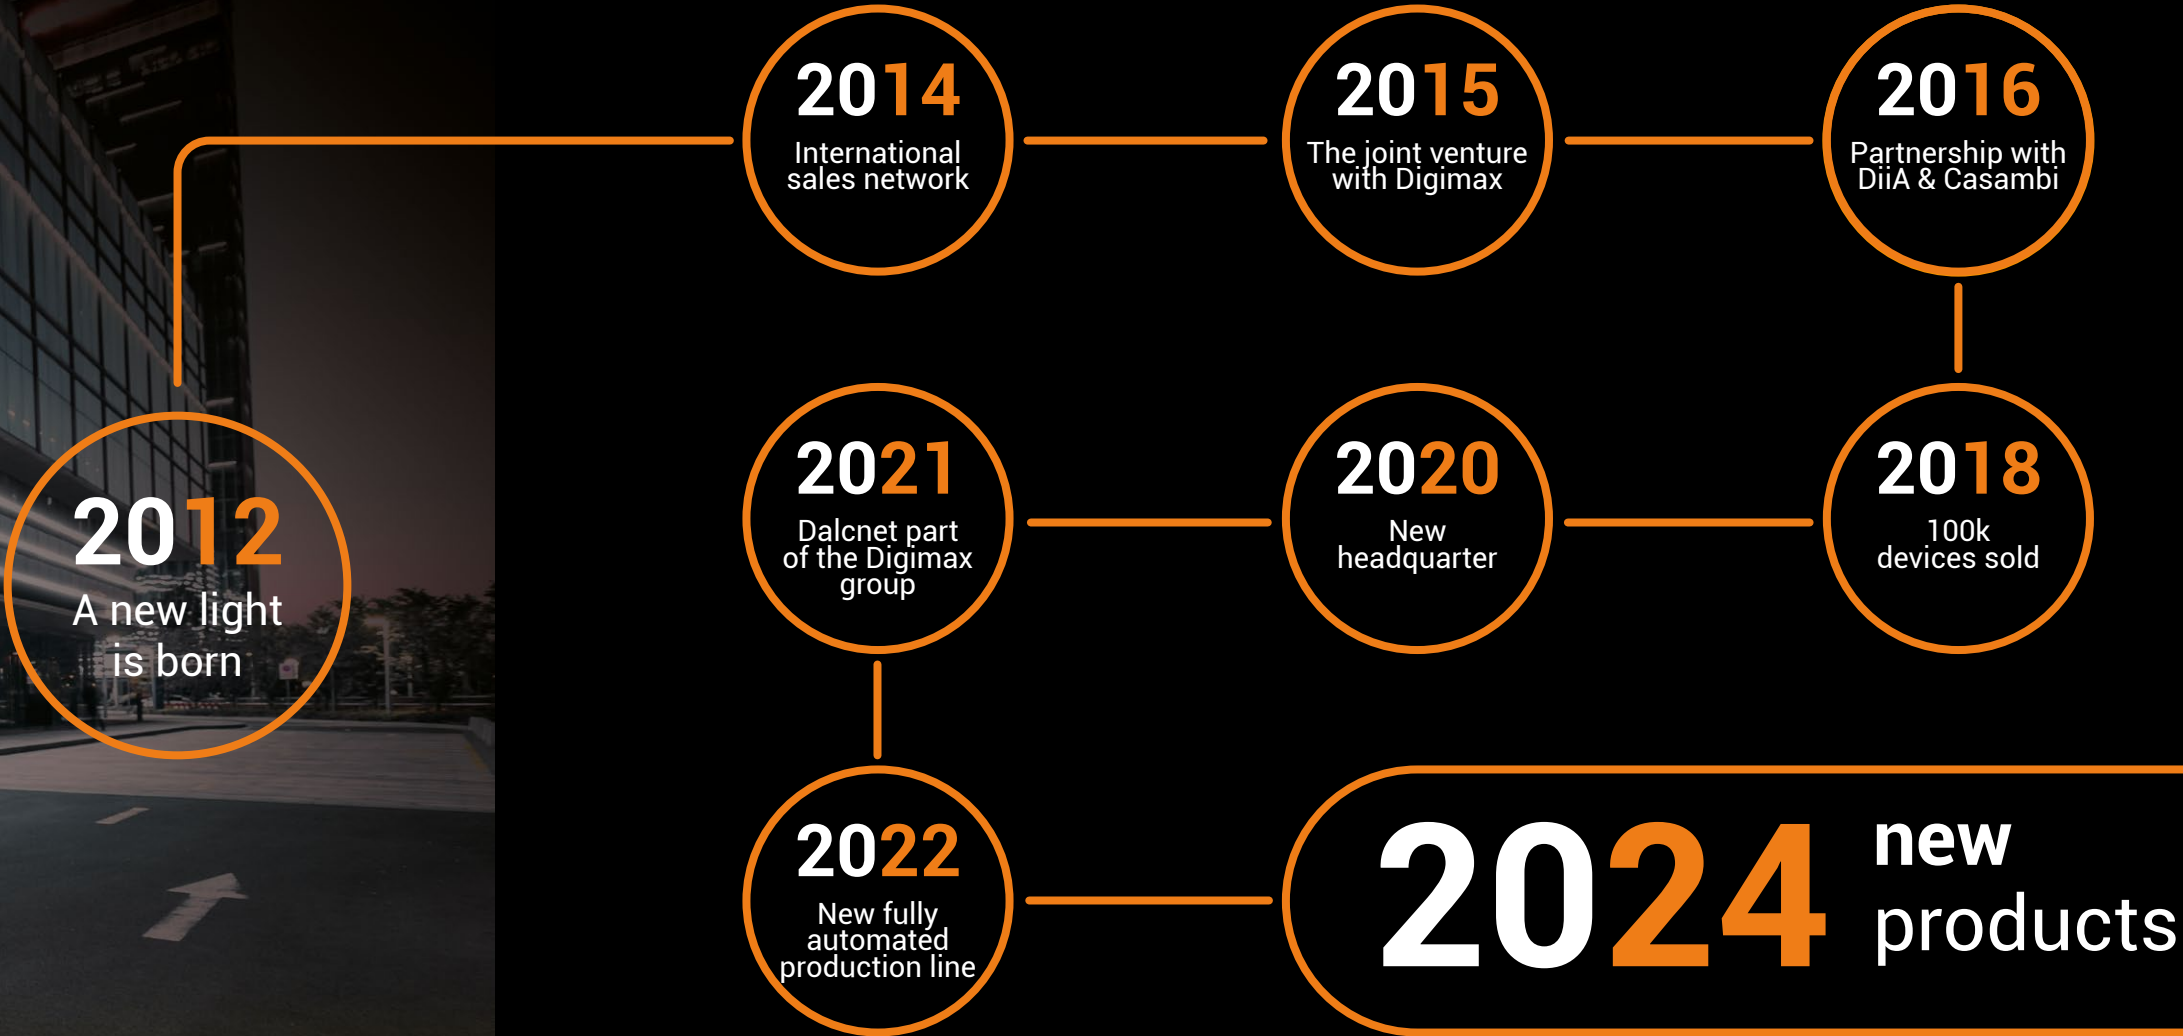 2012
A new light
is born
2014
International
sales network
2015
The joint venture
with Digimax
2016
Partnership with
DiiA & Casambi
2018
100k
devices sold
2020
New
headquarter
2021
Dalcnet part
of the Digimax
group
2022
New fully
automated
production line
2024
new
products